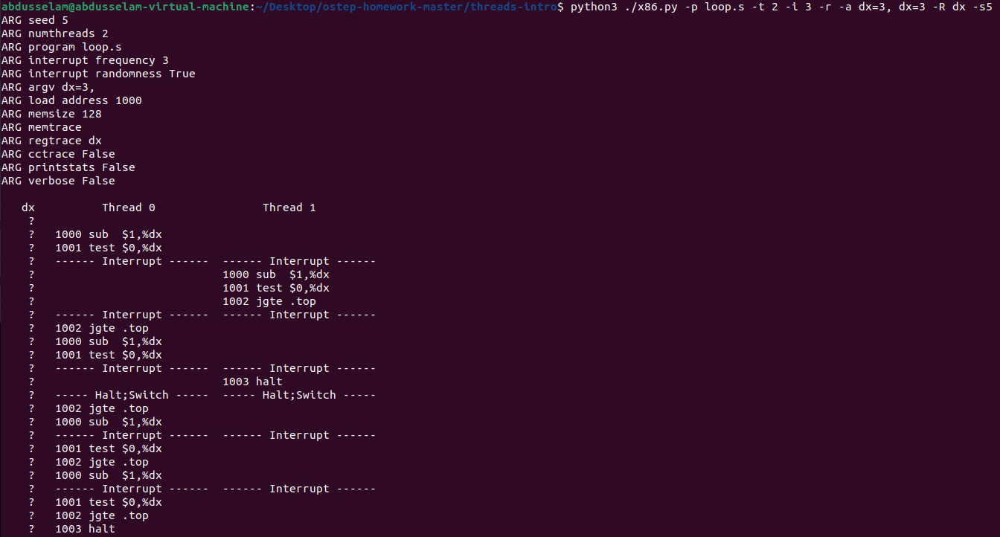 abdusselam@abdusselam-virtual-machine:~/Desktop/ostep-homework-master/threads-intro$ python3 ./x86.py -p loop.s -t 2 -i 3 -r -a dx=3, dx=3 -R dx -s5
ARG seed 5
ARG numthreads 2
ARG program loop.s
ARG interrupt frequency 3
ARG interrupt randomness True
ARG argv dx=3,
ARG load address 1000
ARG memsize 128
ARG memtrace
ARG regtrace dx
ARG cctrace False
ARG printstats False
ARG verbose False

   dx          Thread 0                Thread 1
    ?
    ?   1000 sub  $1,%dx
    ?   1001 test $0,%dx
    ?   ------ Interrupt ------  ------ Interrupt ------
    ?                            1000 sub  $1,%dx
    ?                            1001 test $0,%dx
    ?                            1002 jgte .top
    ?   ------ Interrupt ------  ------ Interrupt ------
    ?   1002 jgte .top
    ?   1000 sub  $1,%dx
    ?   1001 test $0,%dx
    ?   ------ Interrupt ------  ------ Interrupt ------
    ?                            1003 halt
    ?   ----- Halt;Switch -----  ----- Halt;Switch -----
    ?   1002 jgte .top
    ?   1000 sub  $1,%dx
    ?   ------ Interrupt ------  ------ Interrupt ------
    ?   1001 test $0,%dx
    ?   1002 jgte .top
    ?   1000 sub  $1,%dx
    ?   ------ Interrupt ------  ------ Interrupt ------
    ?   1001 test $0,%dx
    ?   1002 jgte .top
    ?   1003 halt